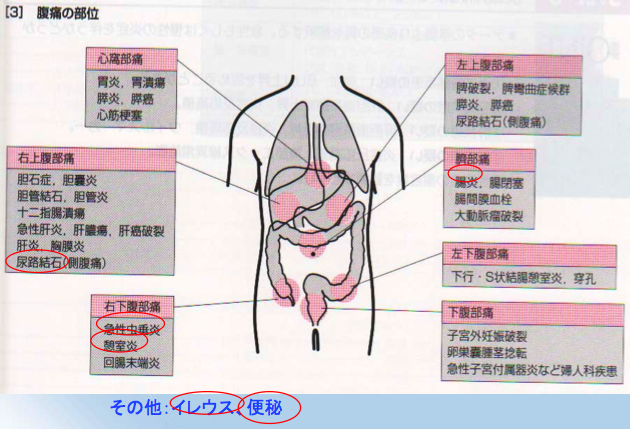 [3] 腹痛の部位
心窩部痛
胃炎、胃潰瘍
膵炎、膵癌
心筋梗塞
左上腹部痛
脾破裂、脾彎曲症候群
膵炎、膵癌
尿路結石(側腹痛)
右上腹部痛
胆石症、胆嚢炎
胆管結石、胆管炎
十二指腸潰瘍
急性肝炎、肝膿瘍、肝癌破裂
肝炎、胸膜炎
尿路結石(側腹痛)
臍部痛
腸炎、腸閉塞
腸間膜血栓
大動脈瘤破裂
左下腹部痛
下行・S状結腸憩室炎、穿孔
右下腹部痛
急性虫垂炎
憩室炎
回腸末端炎
下腹部痛
子宮外妊娠破裂
卵巣嚢腫茎捻転
急性子宮付属器炎など婦人科疾患
その他:イレウス、便秘